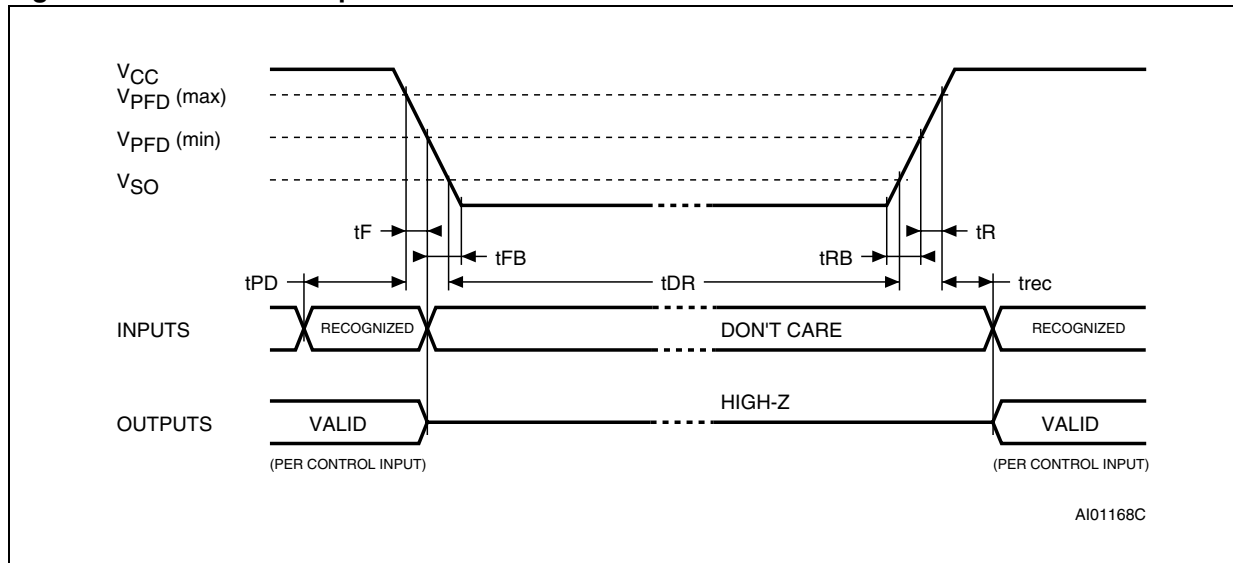 VCC
VPFD (max)
VPFD (min)
VSO
tF
tR
tFB
tRB
tPD
tDR
trec
INPUTS
RECOGNIZED
DON'T CARE
RECOGNIZED
HIGH-Z
OUTPUTS
VALID
VALID
(PER CONTROL INPUT)
(PER CONTROL INPUT)
AI01168C